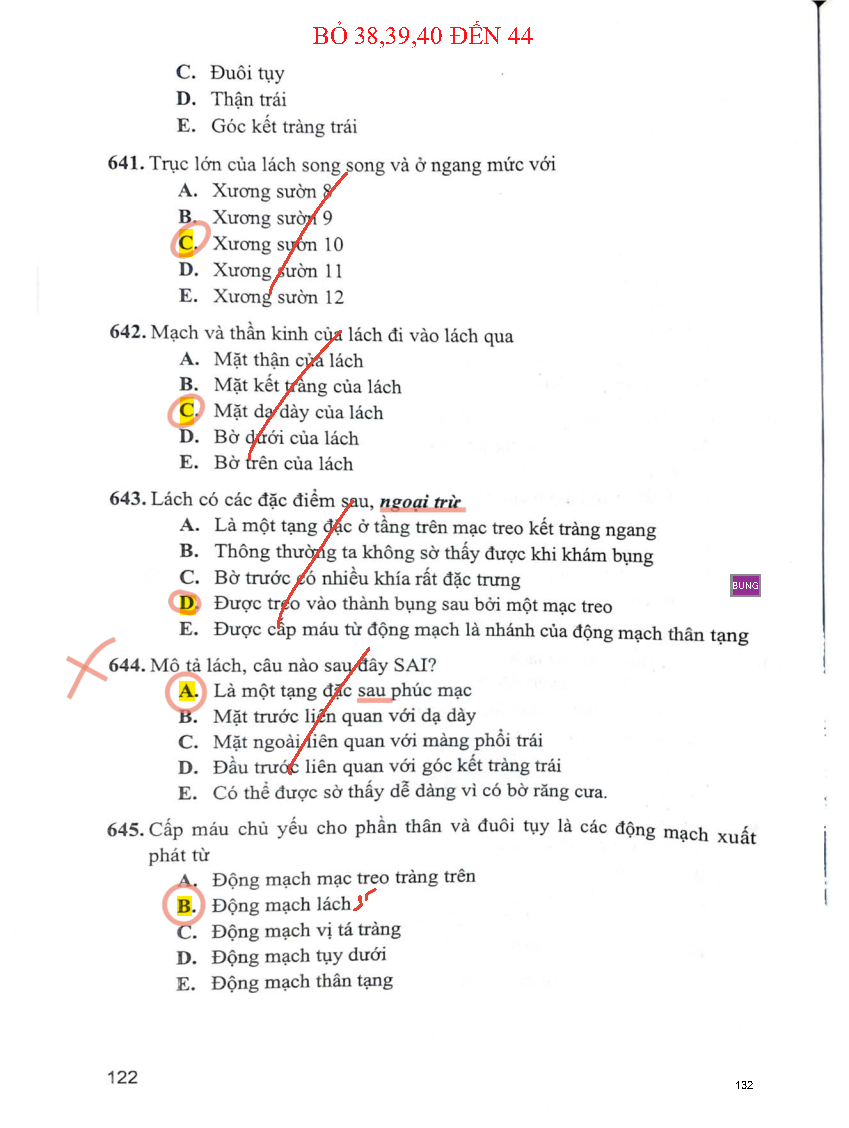 BỎ 38,39,40 ĐẾN 44
C. Đuôi tụy
D. Thận trái
E. Góc kết tràng trái
641. Trục lớn của lách song song và ở ngang mức với
A. Xương sườn 8
B. Xương sườn 9
C. Xương sườn 10
D. Xương sườn 11
E. Xương sườn 12
642. Mạch và thần kinh của lách đi vào lách qua
A. Mặt thận của lách
B. Mặt kết tràng của lách
C. Mặt dạ dày của lách
D. Bờ dưới của lách
E. Bờ trên của lách
643. Lách có các đặc điểm sau, ngoại trừ
A. Là một tạng đặc ở tầng trên mạc treo kết tràng ngang
B. Thông thường ta không sờ thấy được khi khám bụng
C. Bờ trước có nhiều khía rất đặc trưng
BUNG
D. Được treo vào thành bụng sau bởi một mạc treo
E. Được cấp máu từ động mạch là nhánh của động mạch thân tạng
644. Mô tả lách, câu nào sau đây SAI?
A. Là một tạng đặc sau phúc mạc
B. Mặt trước liên quan với dạ dày
C. Mặt ngoài liên quan với màng phổi trái
D. Đầu trước liên quan với góc kết tràng trái
E. Có thể được sờ thấy dễ dàng vì có bờ răng cưa.
645. Cấp máu chủ yếu cho phần thân và đuôi tụy là các động mạch xuất
phát từ
A. Động mạch mạc treo tràng trên
B. Động mạch lách
C. Động mạch vị tá tràng
D. Động mạch tụy dưới
E. Động mạch thân tạng
122
132